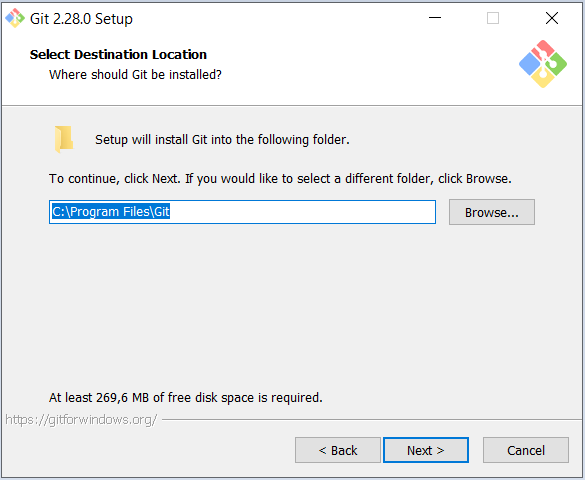 Git 2.28.0 Setup
Select Destination Location
Where should Git be installed?
Setup will install Git into the following folder.
To continue, click Next. If you would like to select a different folder, click Browse.
C:\Program Files\Git
Browse...
At least 269,6 MB of free disk space is required.
https://gitforwindows.org/
< Back
Next >
Cancel